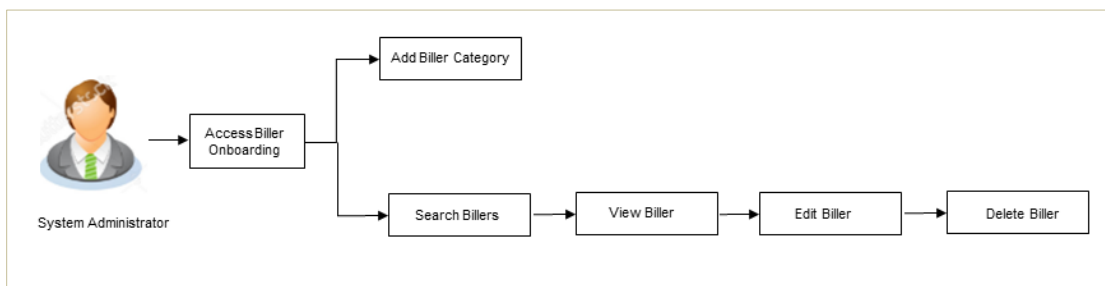 Add Biller Category
Access Biller
Onboarding
System Administrator
Search Billers
View Biller
Edit Biller
Delete Biller